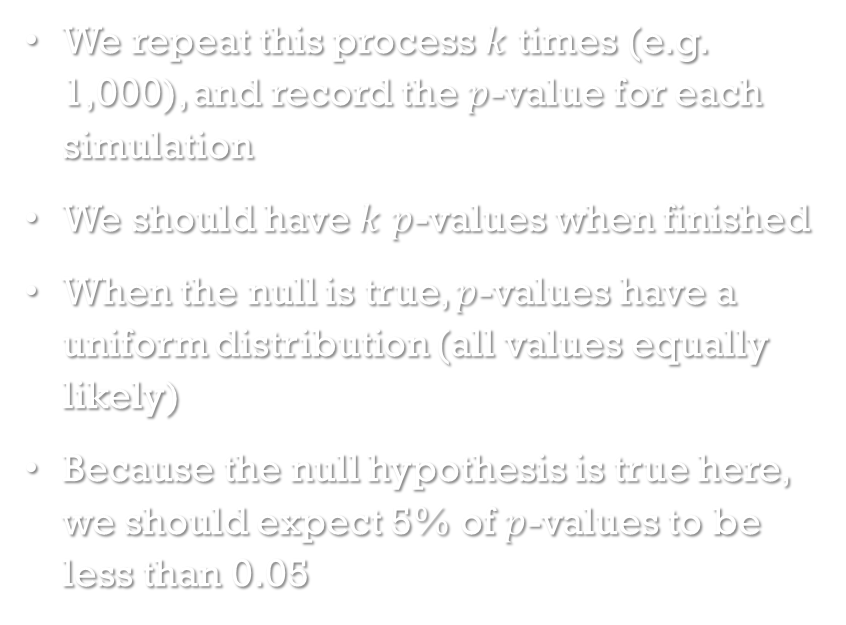 • We repeat this process k times (e.g.
1,000), and record the p-value for each
simulation
• We should have k p-values when finished
• When the null is true, p-values have a
uniform distribution (all values equally
likely)
• Because the null hypothesis is true here,
we should expect 5% of p-values to be
less than 0.05